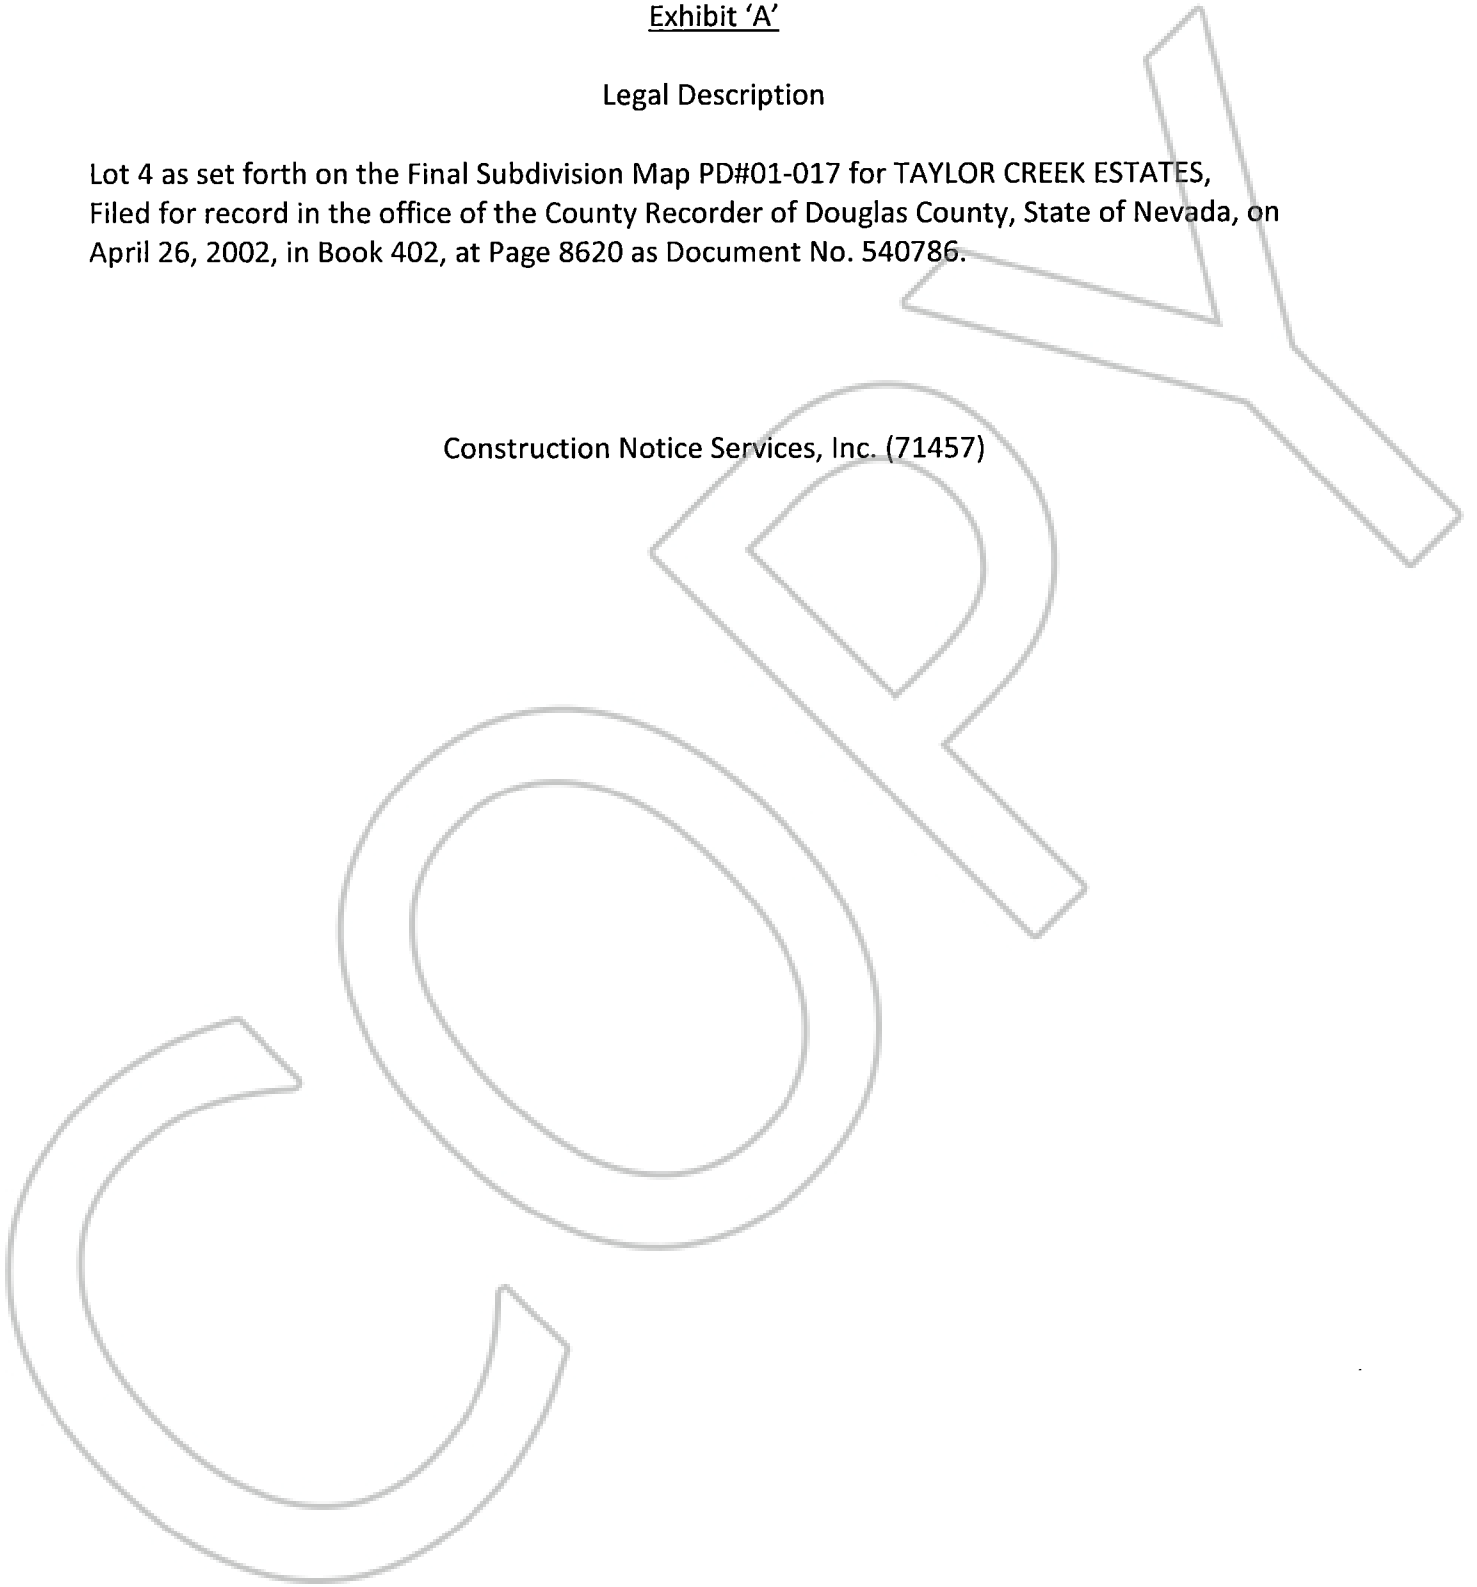 Exhibit ‘A’
Legal Description
Lot 4 as set forth on the Final Subdivision Map PD#01-017 for TAYLOR CREEK ESTATES,
Filed for record in the office of the County Recorder of Douglas County, State of Nevada, on
April 26, 2002, in Book 402, at Page 8620 as Document No. 540786.
Construction Notice Services, Inc. (71457)
COPY